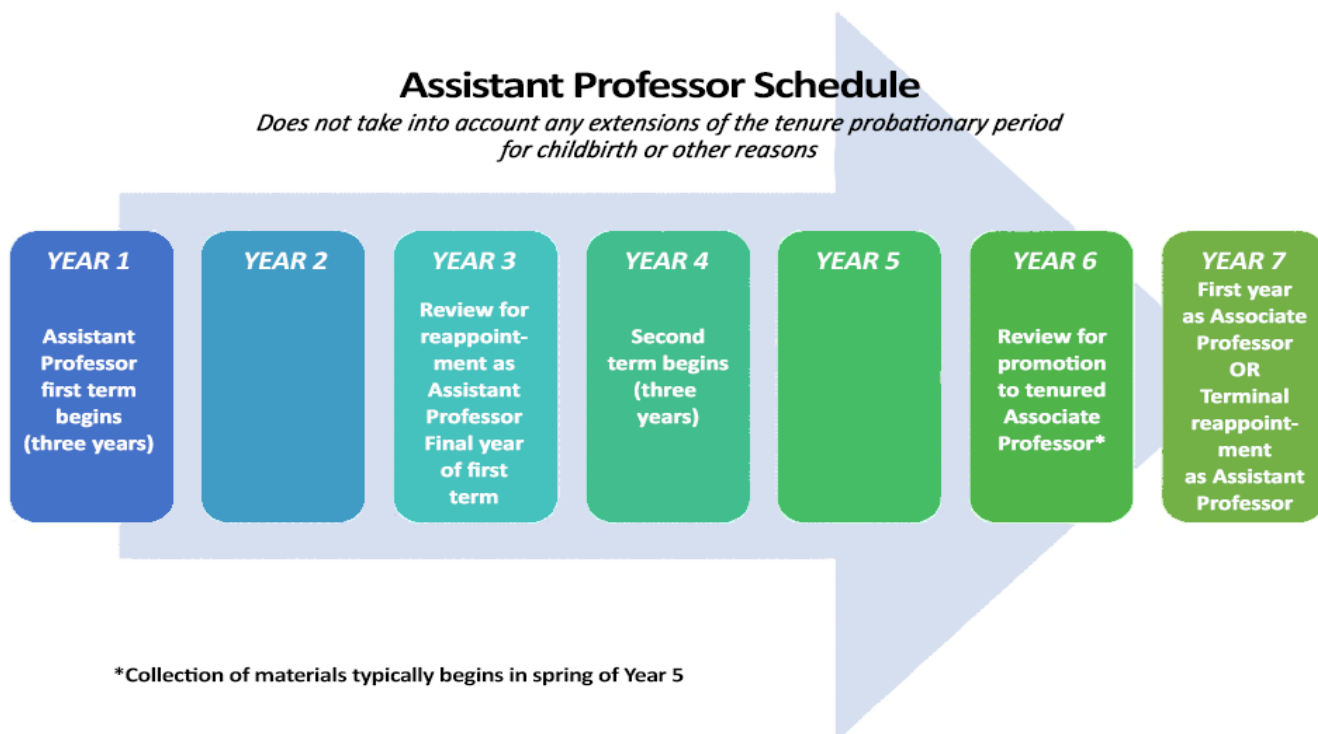 Assistant Professor Schedule
Does not take into account any extensions of the tenure probationary period
for childbirth or other reasons
YEAR 1
Assistant
Professor
first term
begins
(three years)
YEAR 2
YEAR 3
Review for
reappoint-
ment as
Assistant
Professor
Final year
of first
term
YEAR 4
Second
term begins
(three
years)
YEAR 5
YEAR 6
Review for
promotion
to tenured
Associate
Professor*
YEAR 7
First year
as Associate
Professor
OR
Terminal
reappoint-
ment
as Assistant
Professor
*Collection of materials typically begins in spring of Year 5